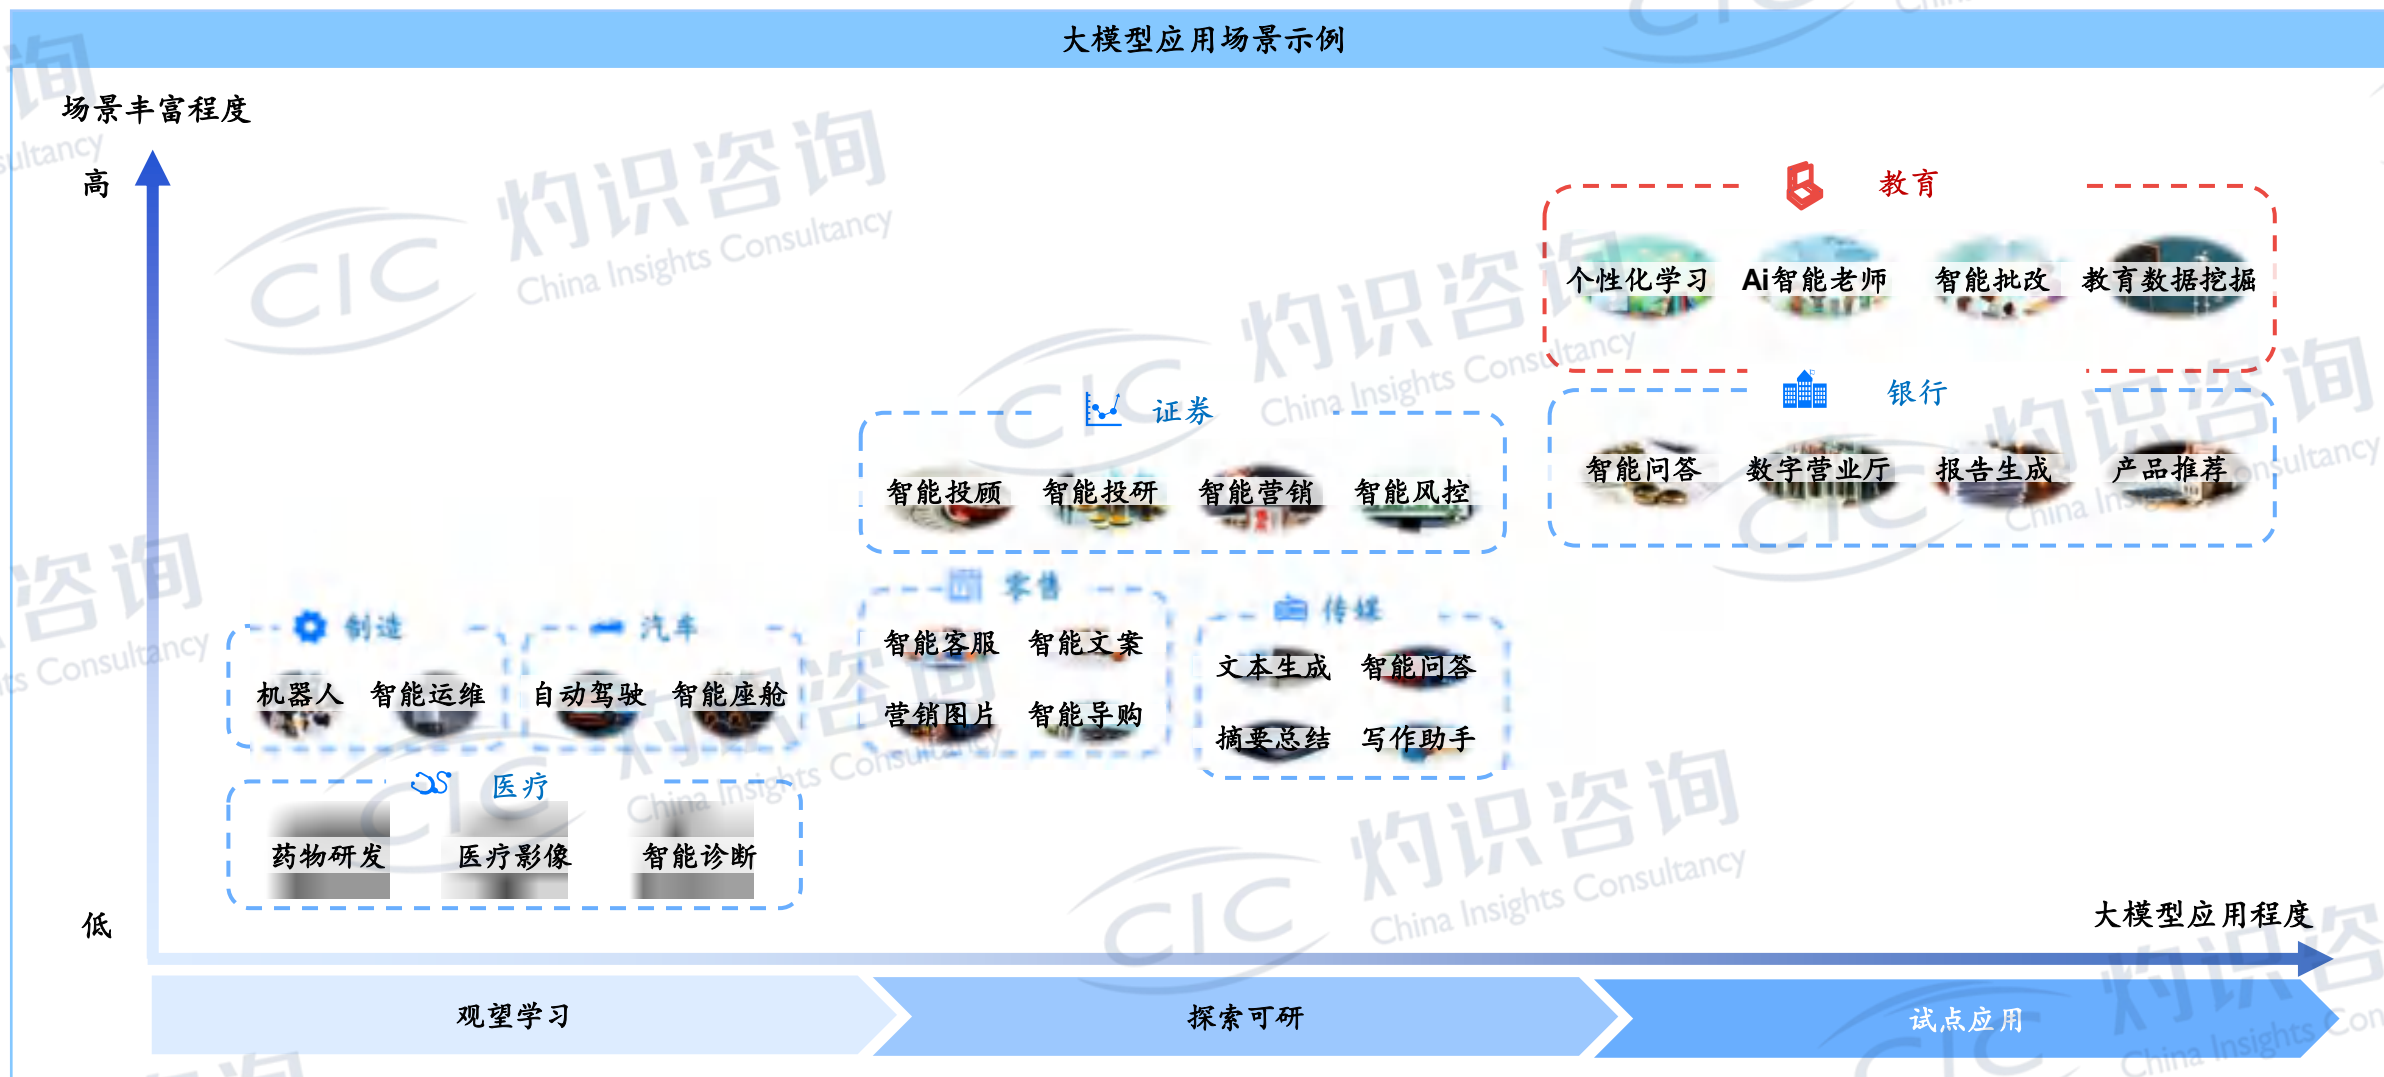 大模型应用场景示例
场景丰富程度
高
教育
个性化学习 Ai智能老师 智能批改 教育数据挖掘
银行
智能问答 数字营业厅 报告生成 产品推荐
证券
智能投顾 智能投研 智能营销 智能风控
零售
智能客服 智能文案
营销图片 智能导购
传媒
文本生成 智能问答
摘要总结 写作助手
制造
机器人 智能运维
汽车
自动驾驶 智能座舱
医疗
药物研发 医疗影像 智能诊断
低
大模型应用程度
观望学习 探索可研 试点应用
CIC 灼识咨询
China Insights Consultancy